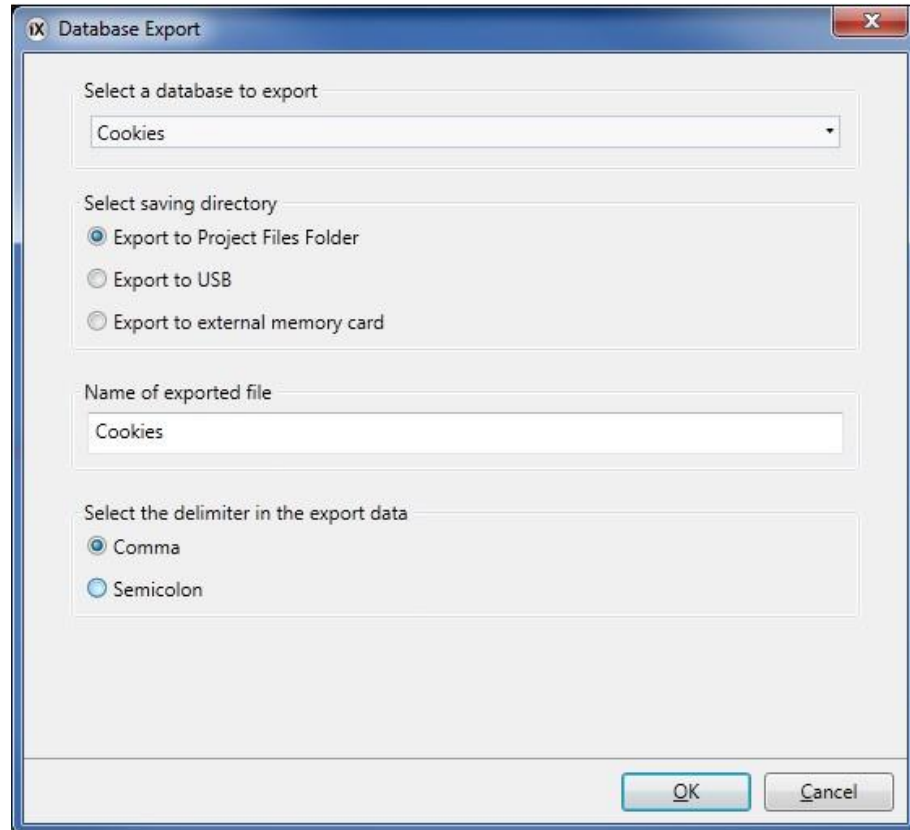 iX Database Export
Select a database to export
Cookies
Select saving directory
Export to Project Files Folder
Export to USB
Export to external memory card
Name of exported file
Cookies
Select the delimiter in the export data
Comma
Semicolon
OK Cancel